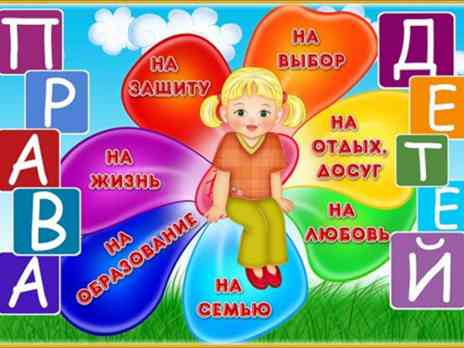 ПРАВА
ДЕТЕЙ
НА
ЗАЩИТУ
НА
ВЫБОР
НА
ЖИЗНЬ
НА
ОТДЫХ,
ДОСУГ
НА
ОБРАЗОВАНИЕ
НА
СЕМЬЮ
НА
ЛЮБОВЬ